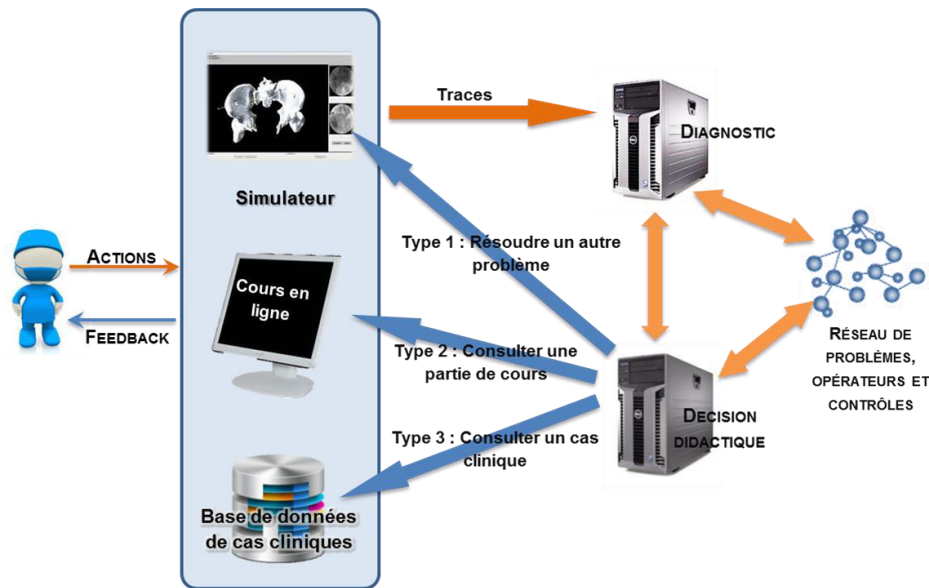 Traces
DIAGNOSTIC
Simulateur
Type 1 : Résoudre un autre
problème
ACTIONS
Cours en
ligne
FEEDBACK
Type 2 : Consulter une
partie de cours
RÉSEAU DE
PROBLÈMES,
OPÉRATEURS ET
CONTRÔLES
DECISION
DIDACTIQUE
Type 3 : Consulter un cas
clinique
Base de données
de cas cliniques